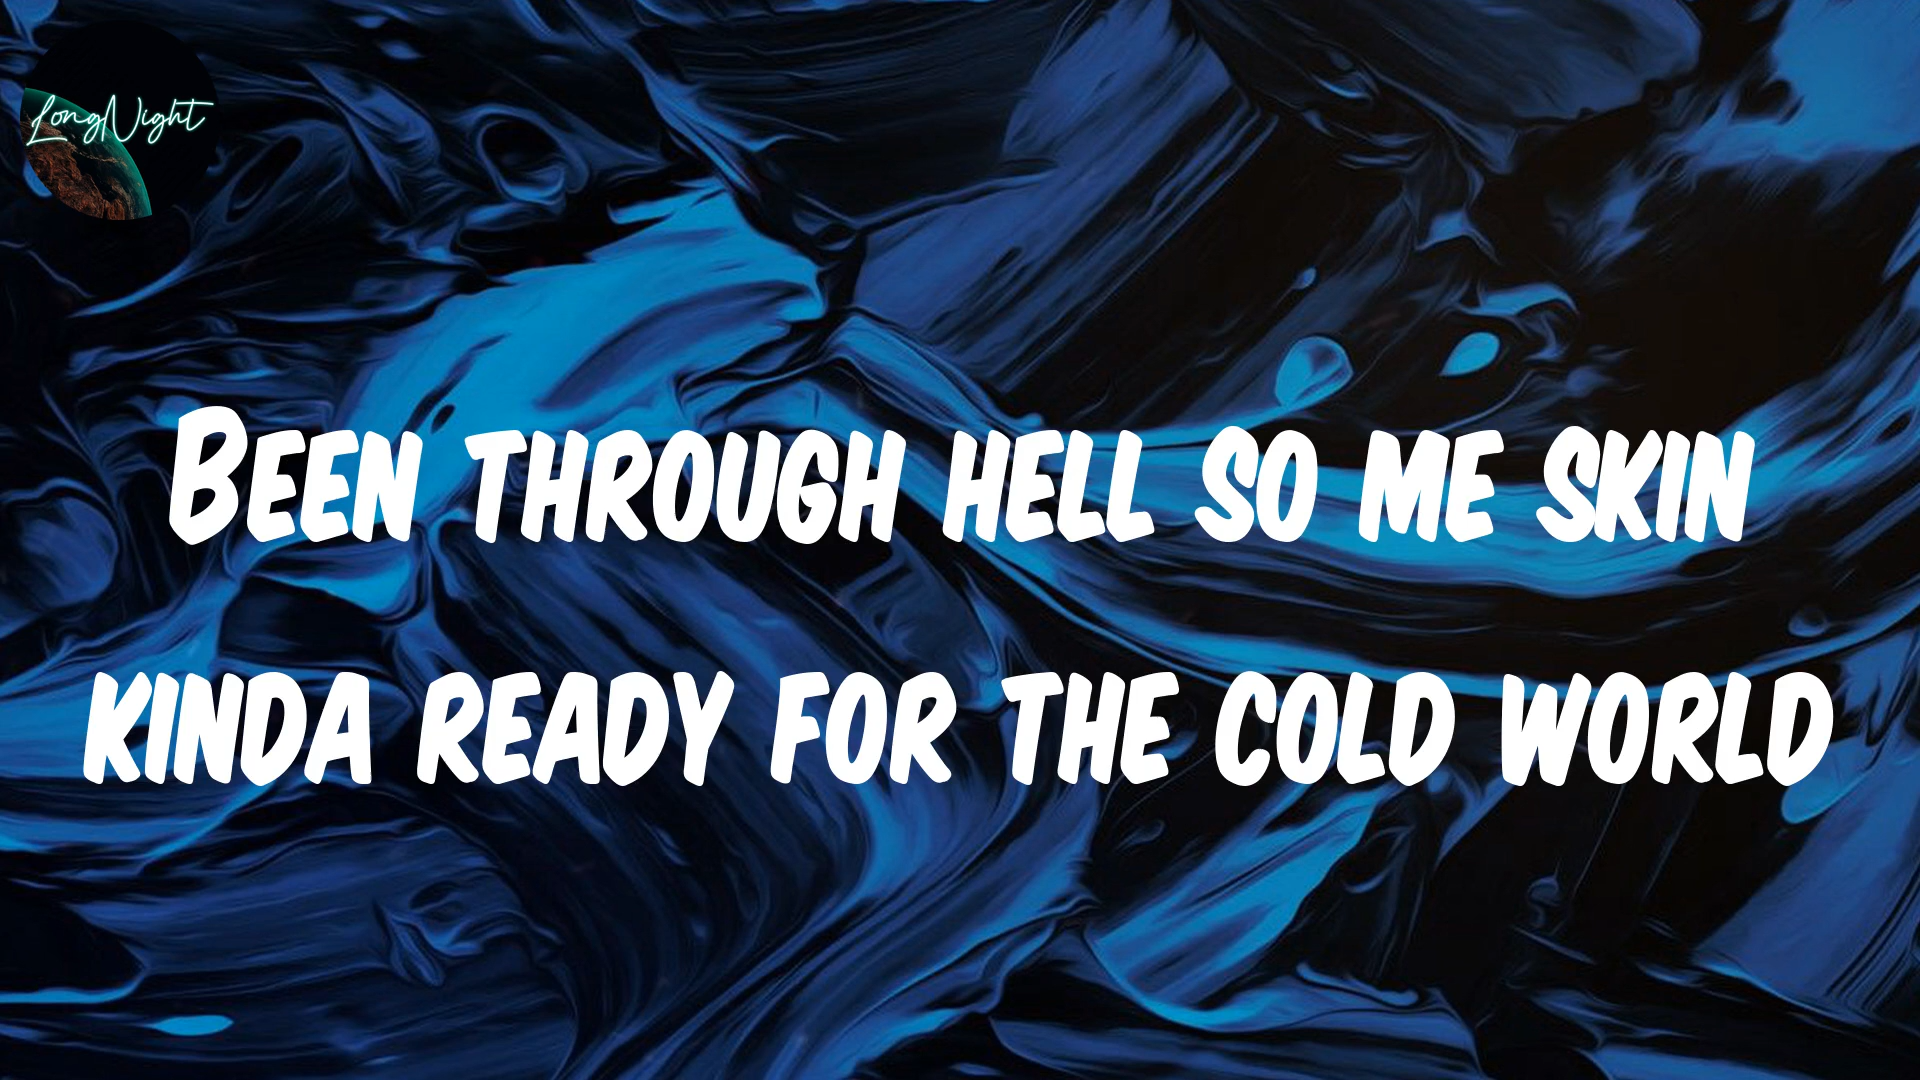 LongNight
Been through hell so me skin
kinda ready for the cold world